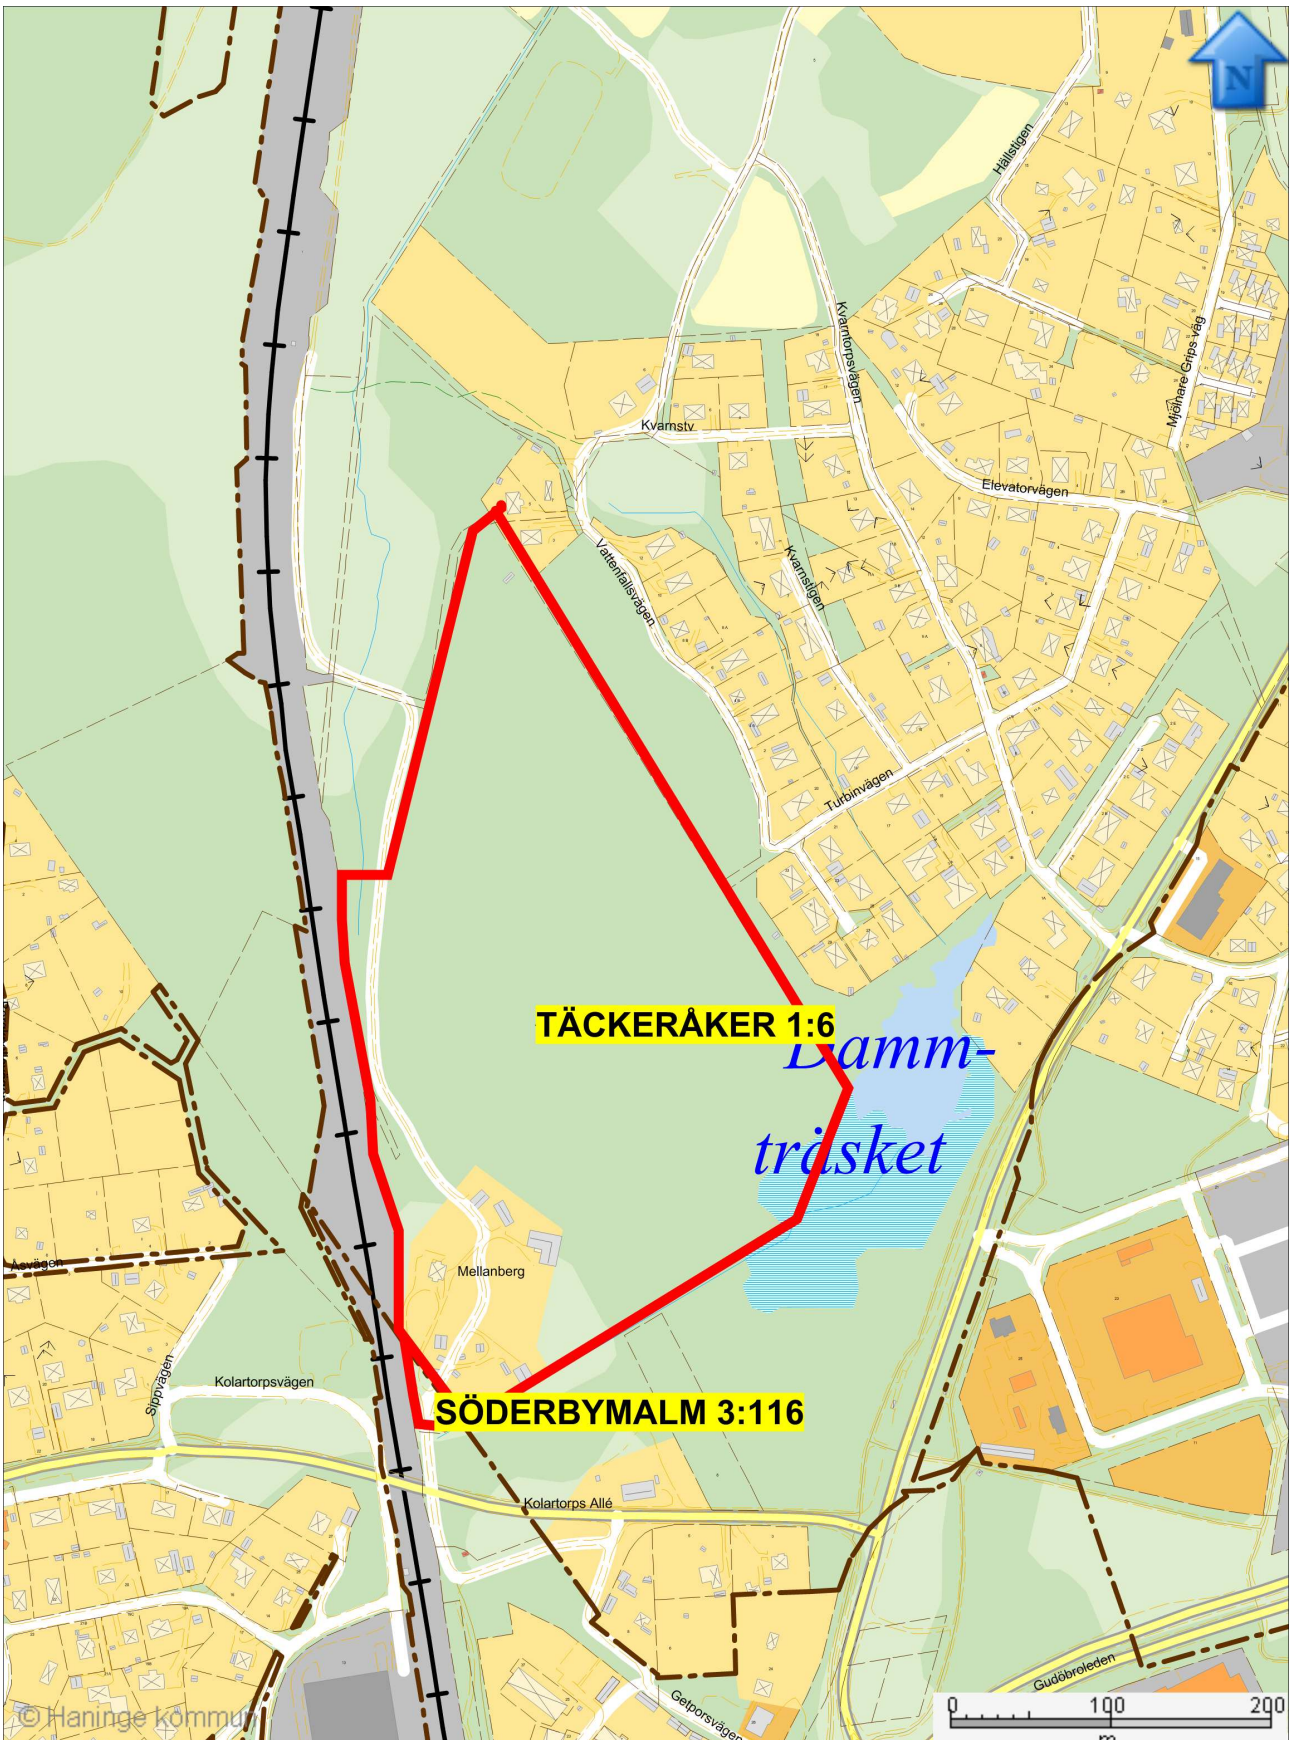 N
Hällstigen
Kvarntorpsvägen
Mjölnare Grips väg
Kvarnstv
Elevatorvägen
Vattenfallsvägen
Kvarnstigen
Turbinvägen
TÄCKERÅKER 1:6
Damm-
träsket
Åsvägen
Mellanberg
Sippvägen
Kolartorpsvägen
SÖDERBYMALM 3:116
Kolartorps Allé
Gudöbroleden
Getporsvägen
© Haninge kommun
0 100 200
m